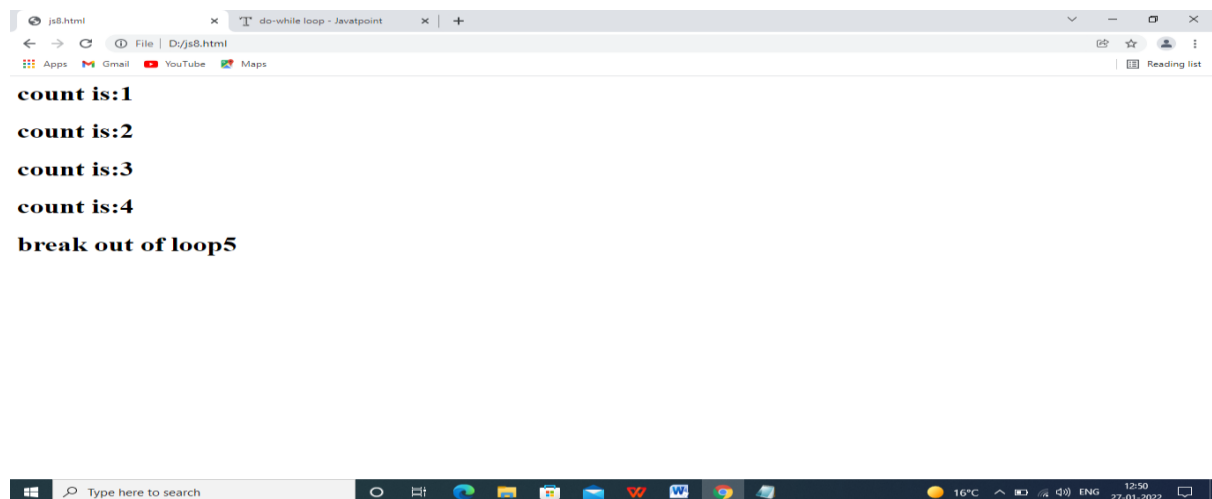 js8.html
do-while loop - Javatpoint
File | D:/js8.html
Apps Gmail YouTube Maps
Reading list
count is:1
count is:2
count is:3
count is:4
break out of loop5
Type here to search
16°C ENG
12:50
27-01-2022